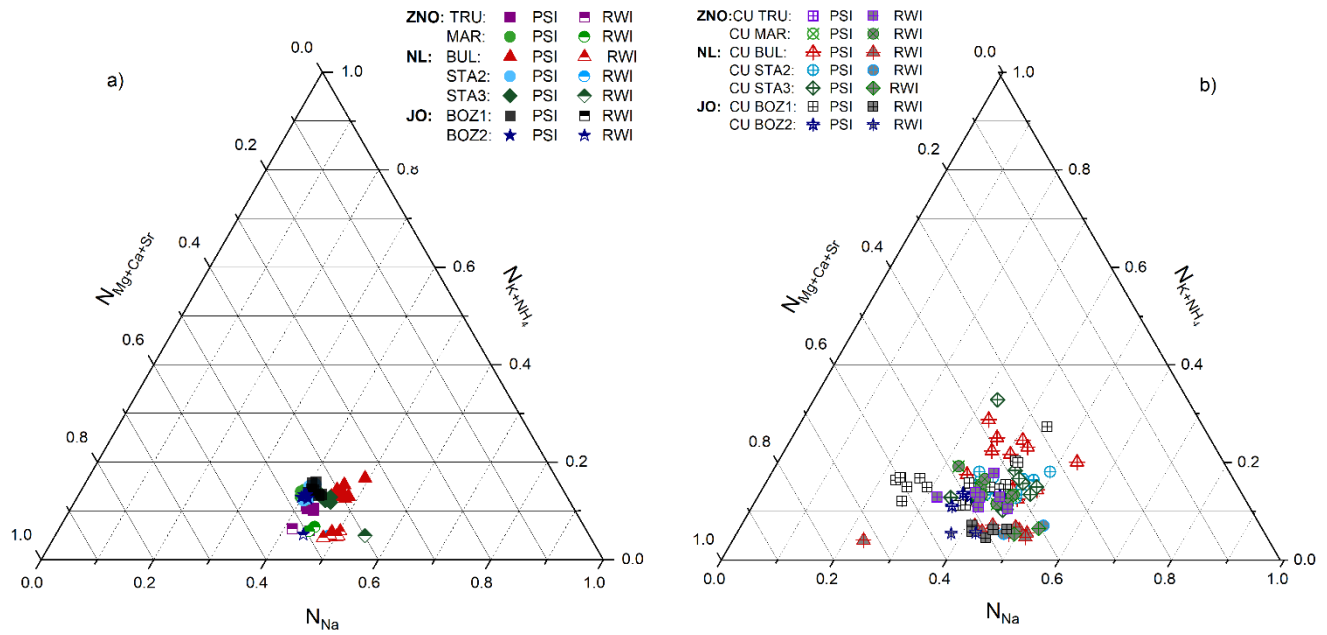 a)
ZNO: TRU: PSI RWI
MAR: PSI RWI
NL: BUL: PSI RWI
STA2: PSI RWI
STA3: PSI RWI
JO: BOZ1: PSI RWI
BOZ2: PSI RWI
0.0
0.2
0.4
0.6
0.8
1.0
N Mg+Ca+Sr
1.0
0.8
0.6
0.4
0.2
0.0
N K+NH4
0.0
0.2
0.4
0.6
0.8
1.0
N Na
b)
ZNO:CU TRU: PSI RWI
CU MAR: PSI RWI
NL: CU BUL: PSI RWI
CU STA2: PSI RWI
CU STA3: PSI RWI
JO: CU BOZ1: PSI RWI
CU BOZ2: PSI RWI
0.0
0.2
0.4
0.6
0.8
1.0
N Mg+Ca+Sr
1.0
0.8
0.6
0.4
0.2
0.0
N K+NH4
0.0
0.2
0.4
0.6
0.8
1.0
N Na